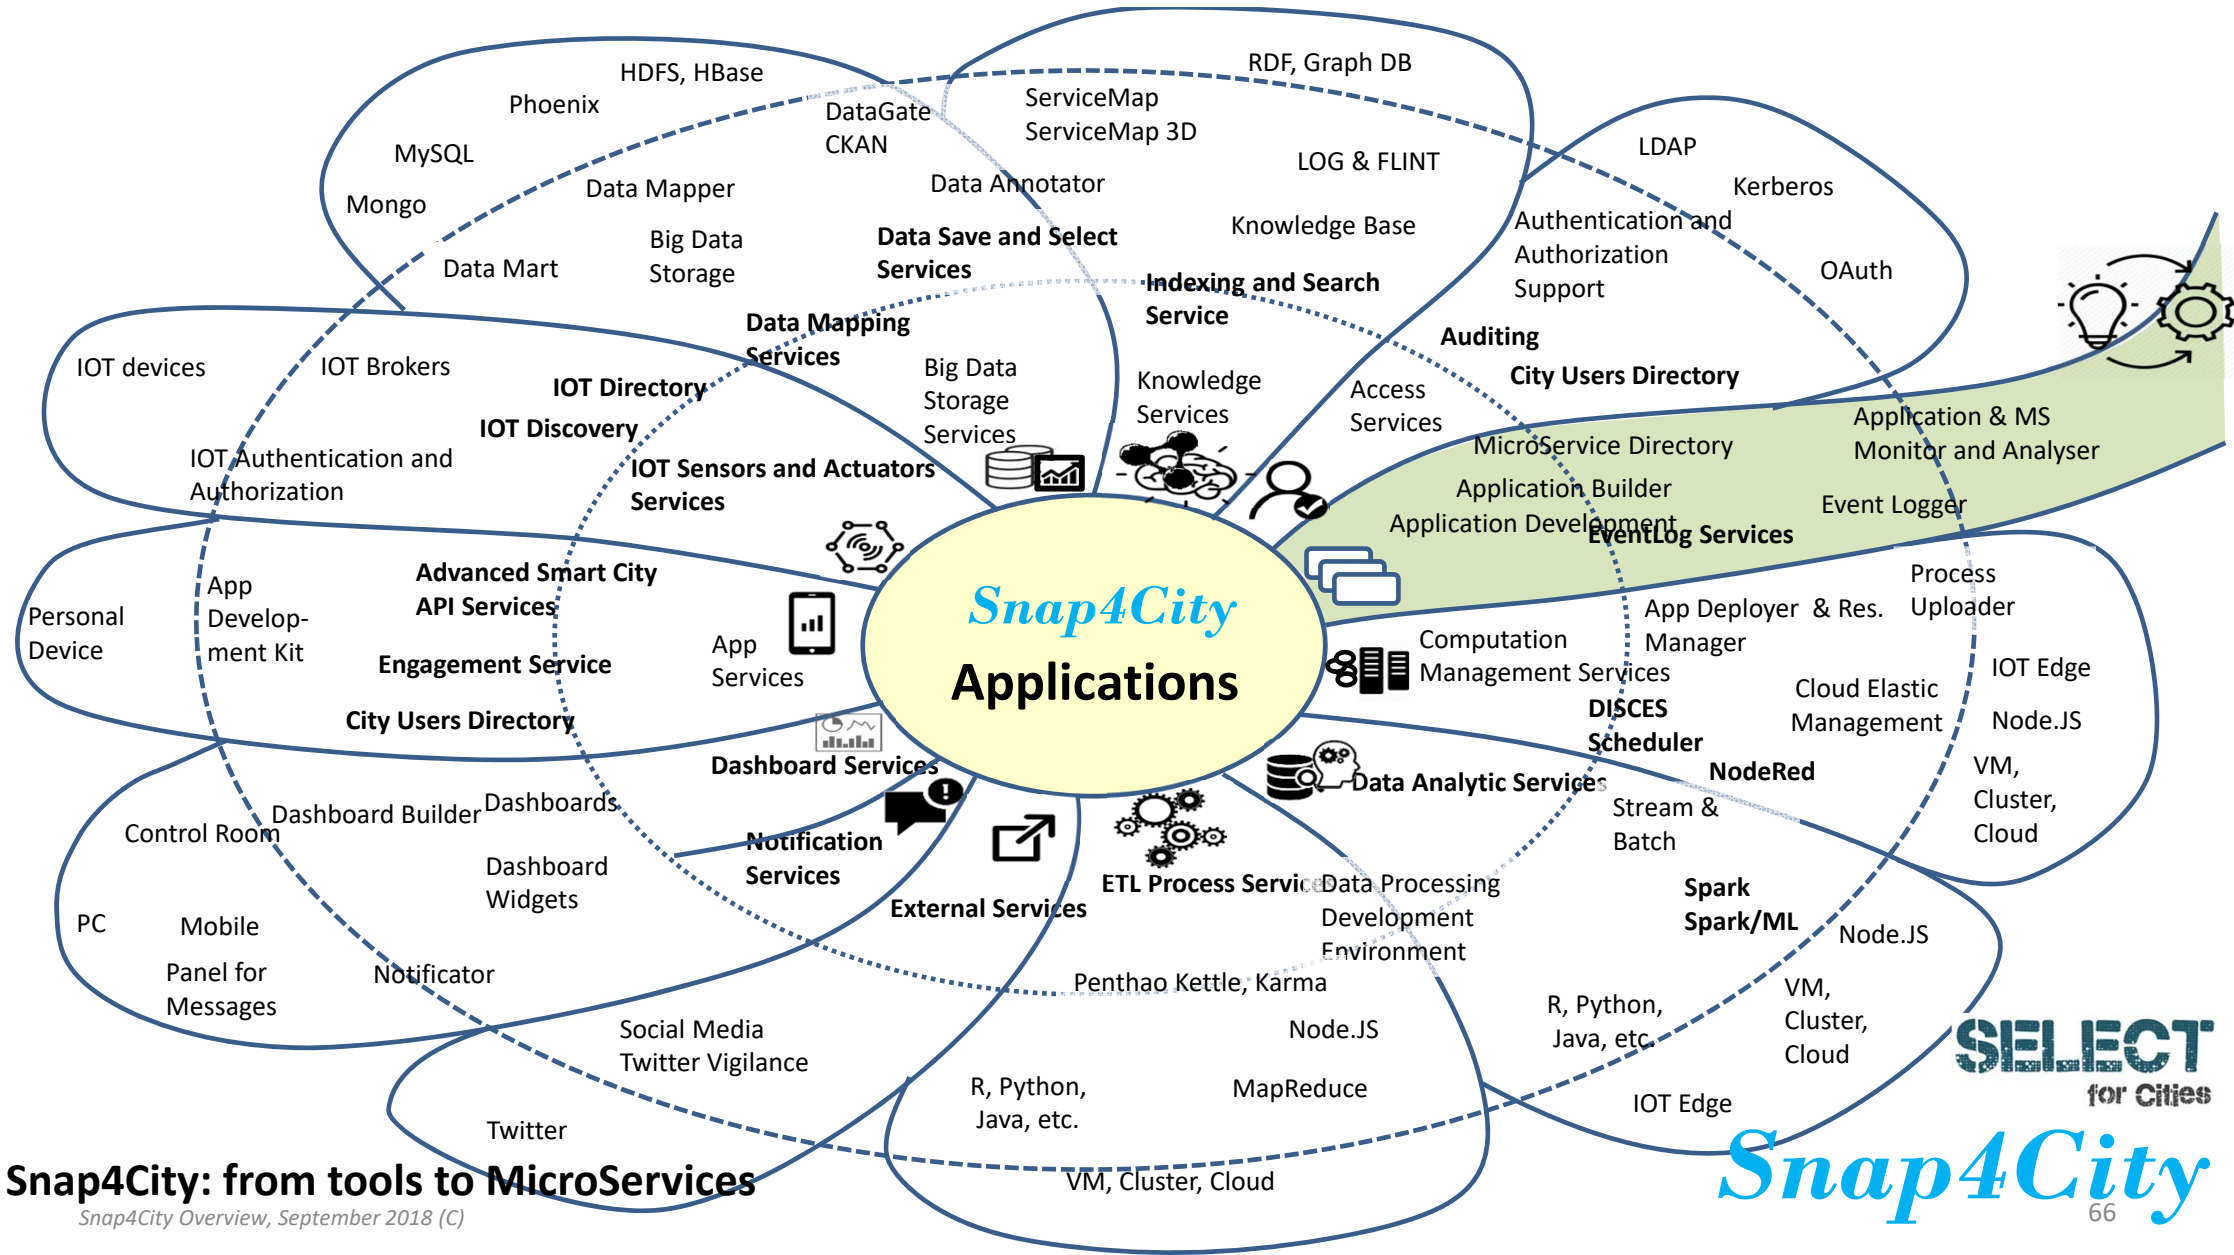 HDFS, HBase
Phoenix
MySQL
Mongo
DataGate
CKAN
Data Mapper
Data Annotator
Big Data
Storage
Data Mart
Data Save and Select
Services
Data Mapping
Services
Big Data
Storage
Services
RDF, Graph DB
ServiceMap
ServiceMap 3D
LOG & FLINT
Knowledge Base
Indexing and Search
Service
Knowledge
Services
LDAP
Kerberos
Authentication and
Authorization
Support
OAuth
Auditing
City Users Directory
Access
Services
MicroService Directory
Application & MS
Monitor and Analyser
Application Builder
Application Development
EventLog Services
Event Logger
IOT devices
IOT Brokers
IOT Directory
IOT Discovery
IOT Authentication and
Authorization
IOT Sensors and Actuators
Services
Personal
Device
App
Develop-
ment Kit
Advanced Smart City
API Services
Engagement Service
City Users Directory
App
Services
Snap4City
Applications
Process
Uploader
App Deployer & Res.
Manager
Computation
Management Services
IOT Edge
Cloud Elastic
Management
Node.JS
DISCES
Scheduler
NodeRed
VM,
Cluster,
Cloud
Dashboard Services
Dashboard Builder
Dashboards
Control Room
Dashboard
Widgets
PC
Mobile
Panel for
Messages
Notificator
Notification
Services
Social Media
Twitter Vigilance
Twitter
External Services
ETL Process Services
Data Processing
Development
Environment
Penthao Kettle, Karma
Node.JS
MapReduce
R, Python,
Java, etc.
VM, Cluster, Cloud
Data Analytic Services
Stream &
Batch
Spark
Spark/ML
Node.JS
R, Python,
Java, etc.
VM,
Cluster,
Cloud
IOT Edge
SELECT
for Cities
Snap4City
66
Snap4City: from tools to MicroServices
Snap4City Overview, September 2018 (C)